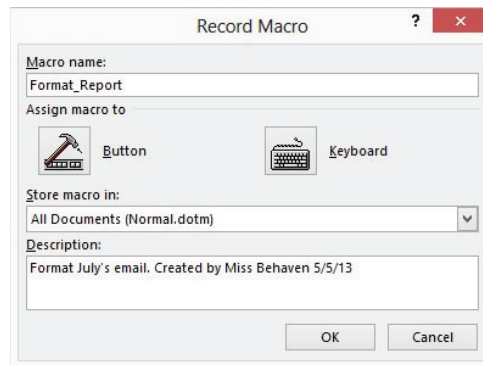 Record Macro ?
Macro name:
Format_Report
Assign macro to
Button Keyboard
Store macro in:
All Documents (Normal.dotm)
Description:
Format July's email. Created by Miss Behaven 5/5/13
OK Cancel